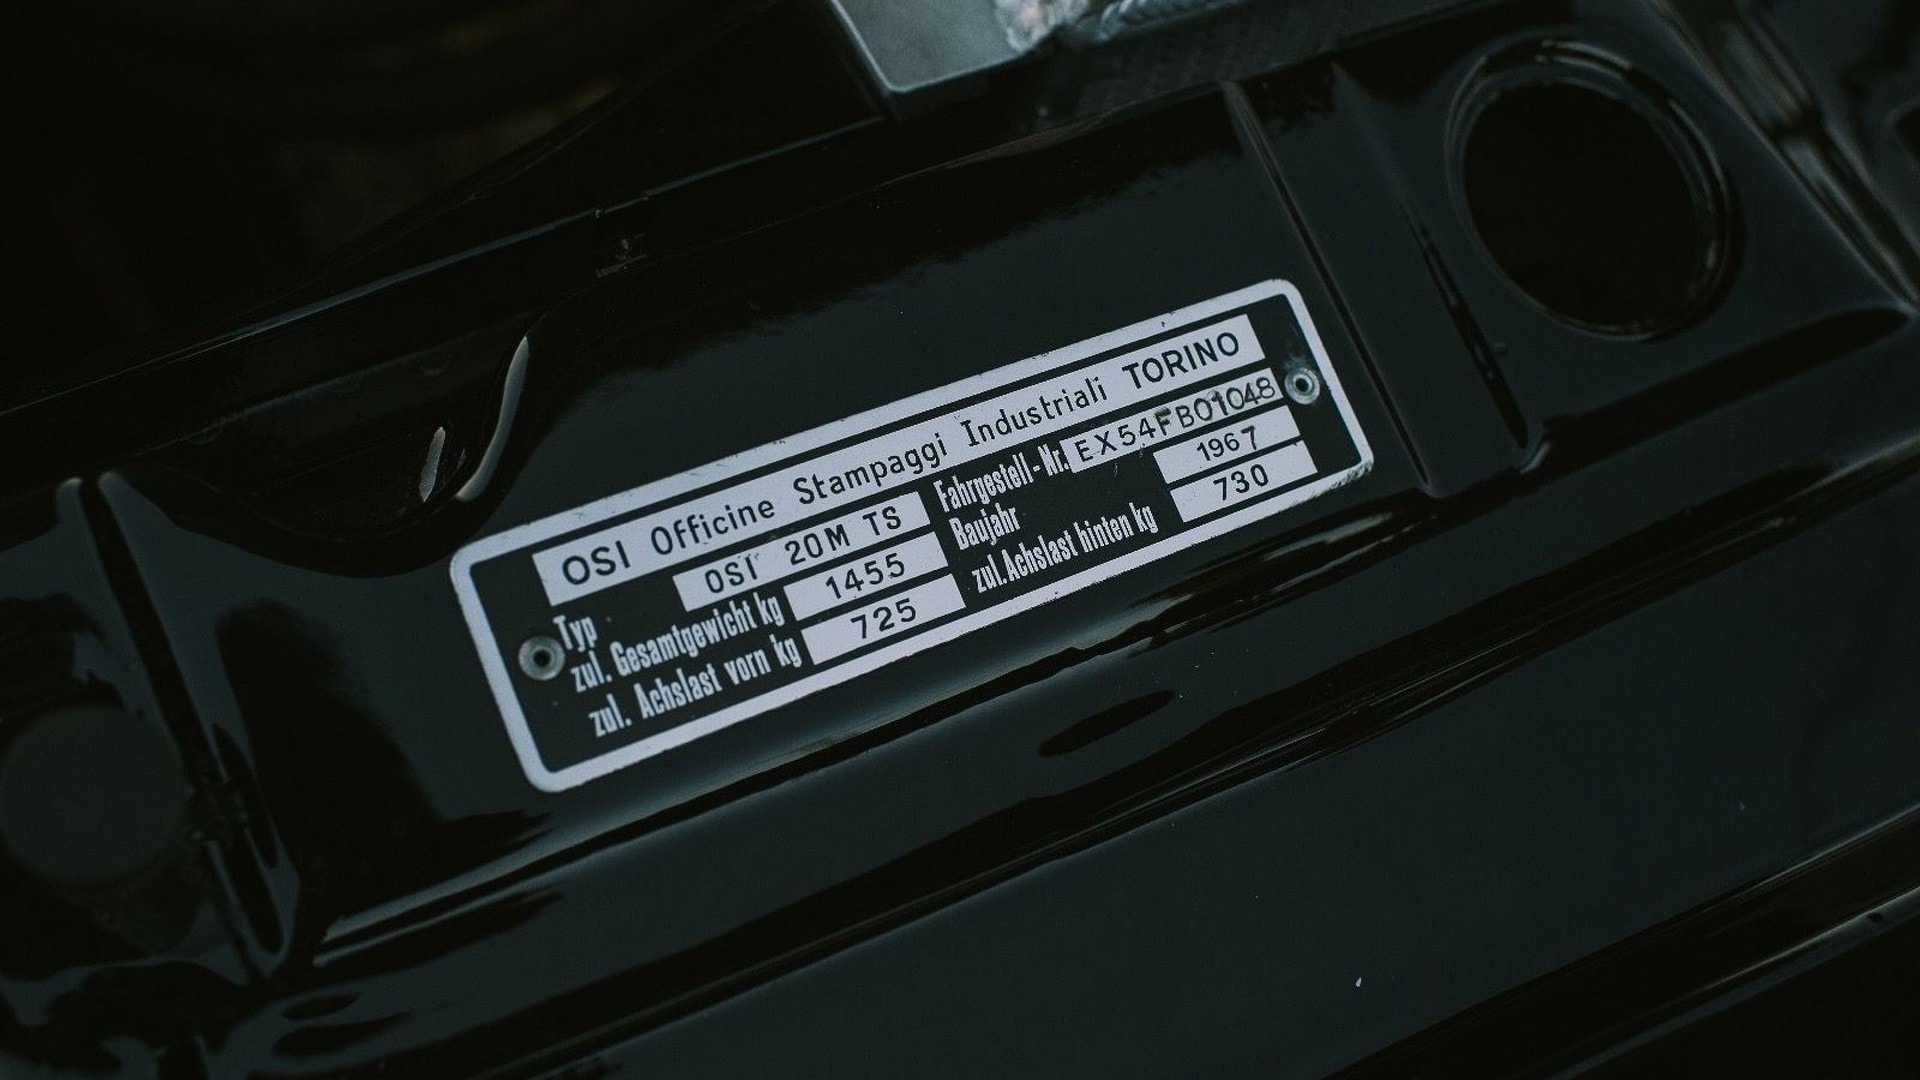 OSI Officine Stampaggi Industriali TORINO
Typ OSI 20M TS
zul. Gesamtgewicht kg 1455
zul. Achslast vorn kg 725
Fahrgestell-Nr. EX54FB01048
Baujahr 1967
zul. Achslast hinten kg 730